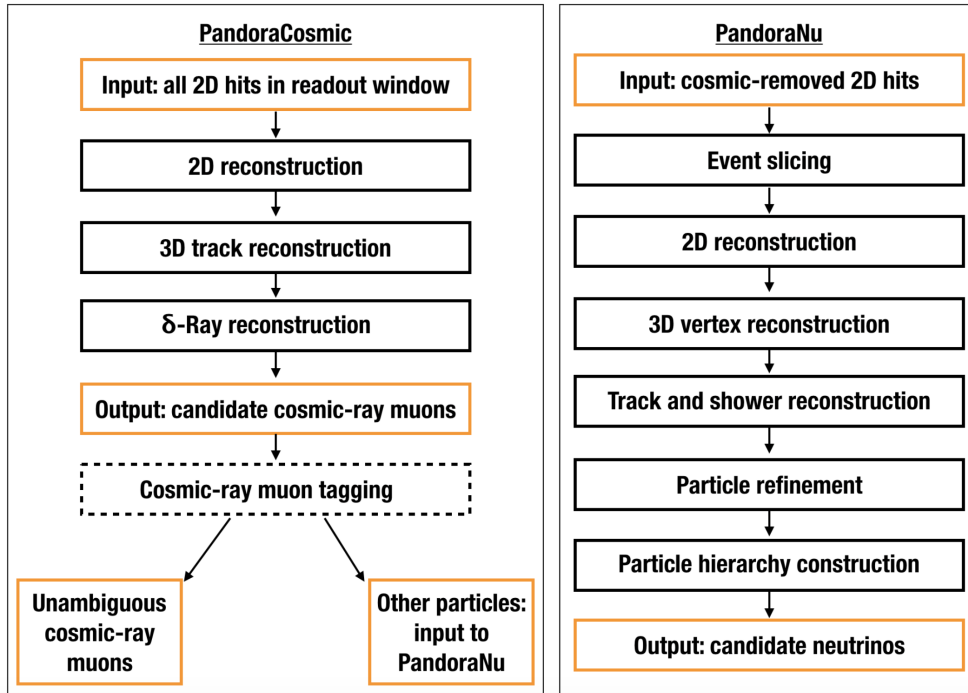 PandoraCosmic
Input: all 2D hits in readout window
2D reconstruction
3D track reconstruction
δ-Ray reconstruction
Output: candidate cosmic-ray muons
Cosmic-ray muon tagging
Unambiguous
cosmic-ray
muons
Other particles:
input to
PandoraNu
PandoraNu
Input: cosmic-removed 2D hits
Event slicing
2D reconstruction
3D vertex reconstruction
Track and shower reconstruction
Particle refinement
Particle hierarchy construction
Output: candidate neutrinos